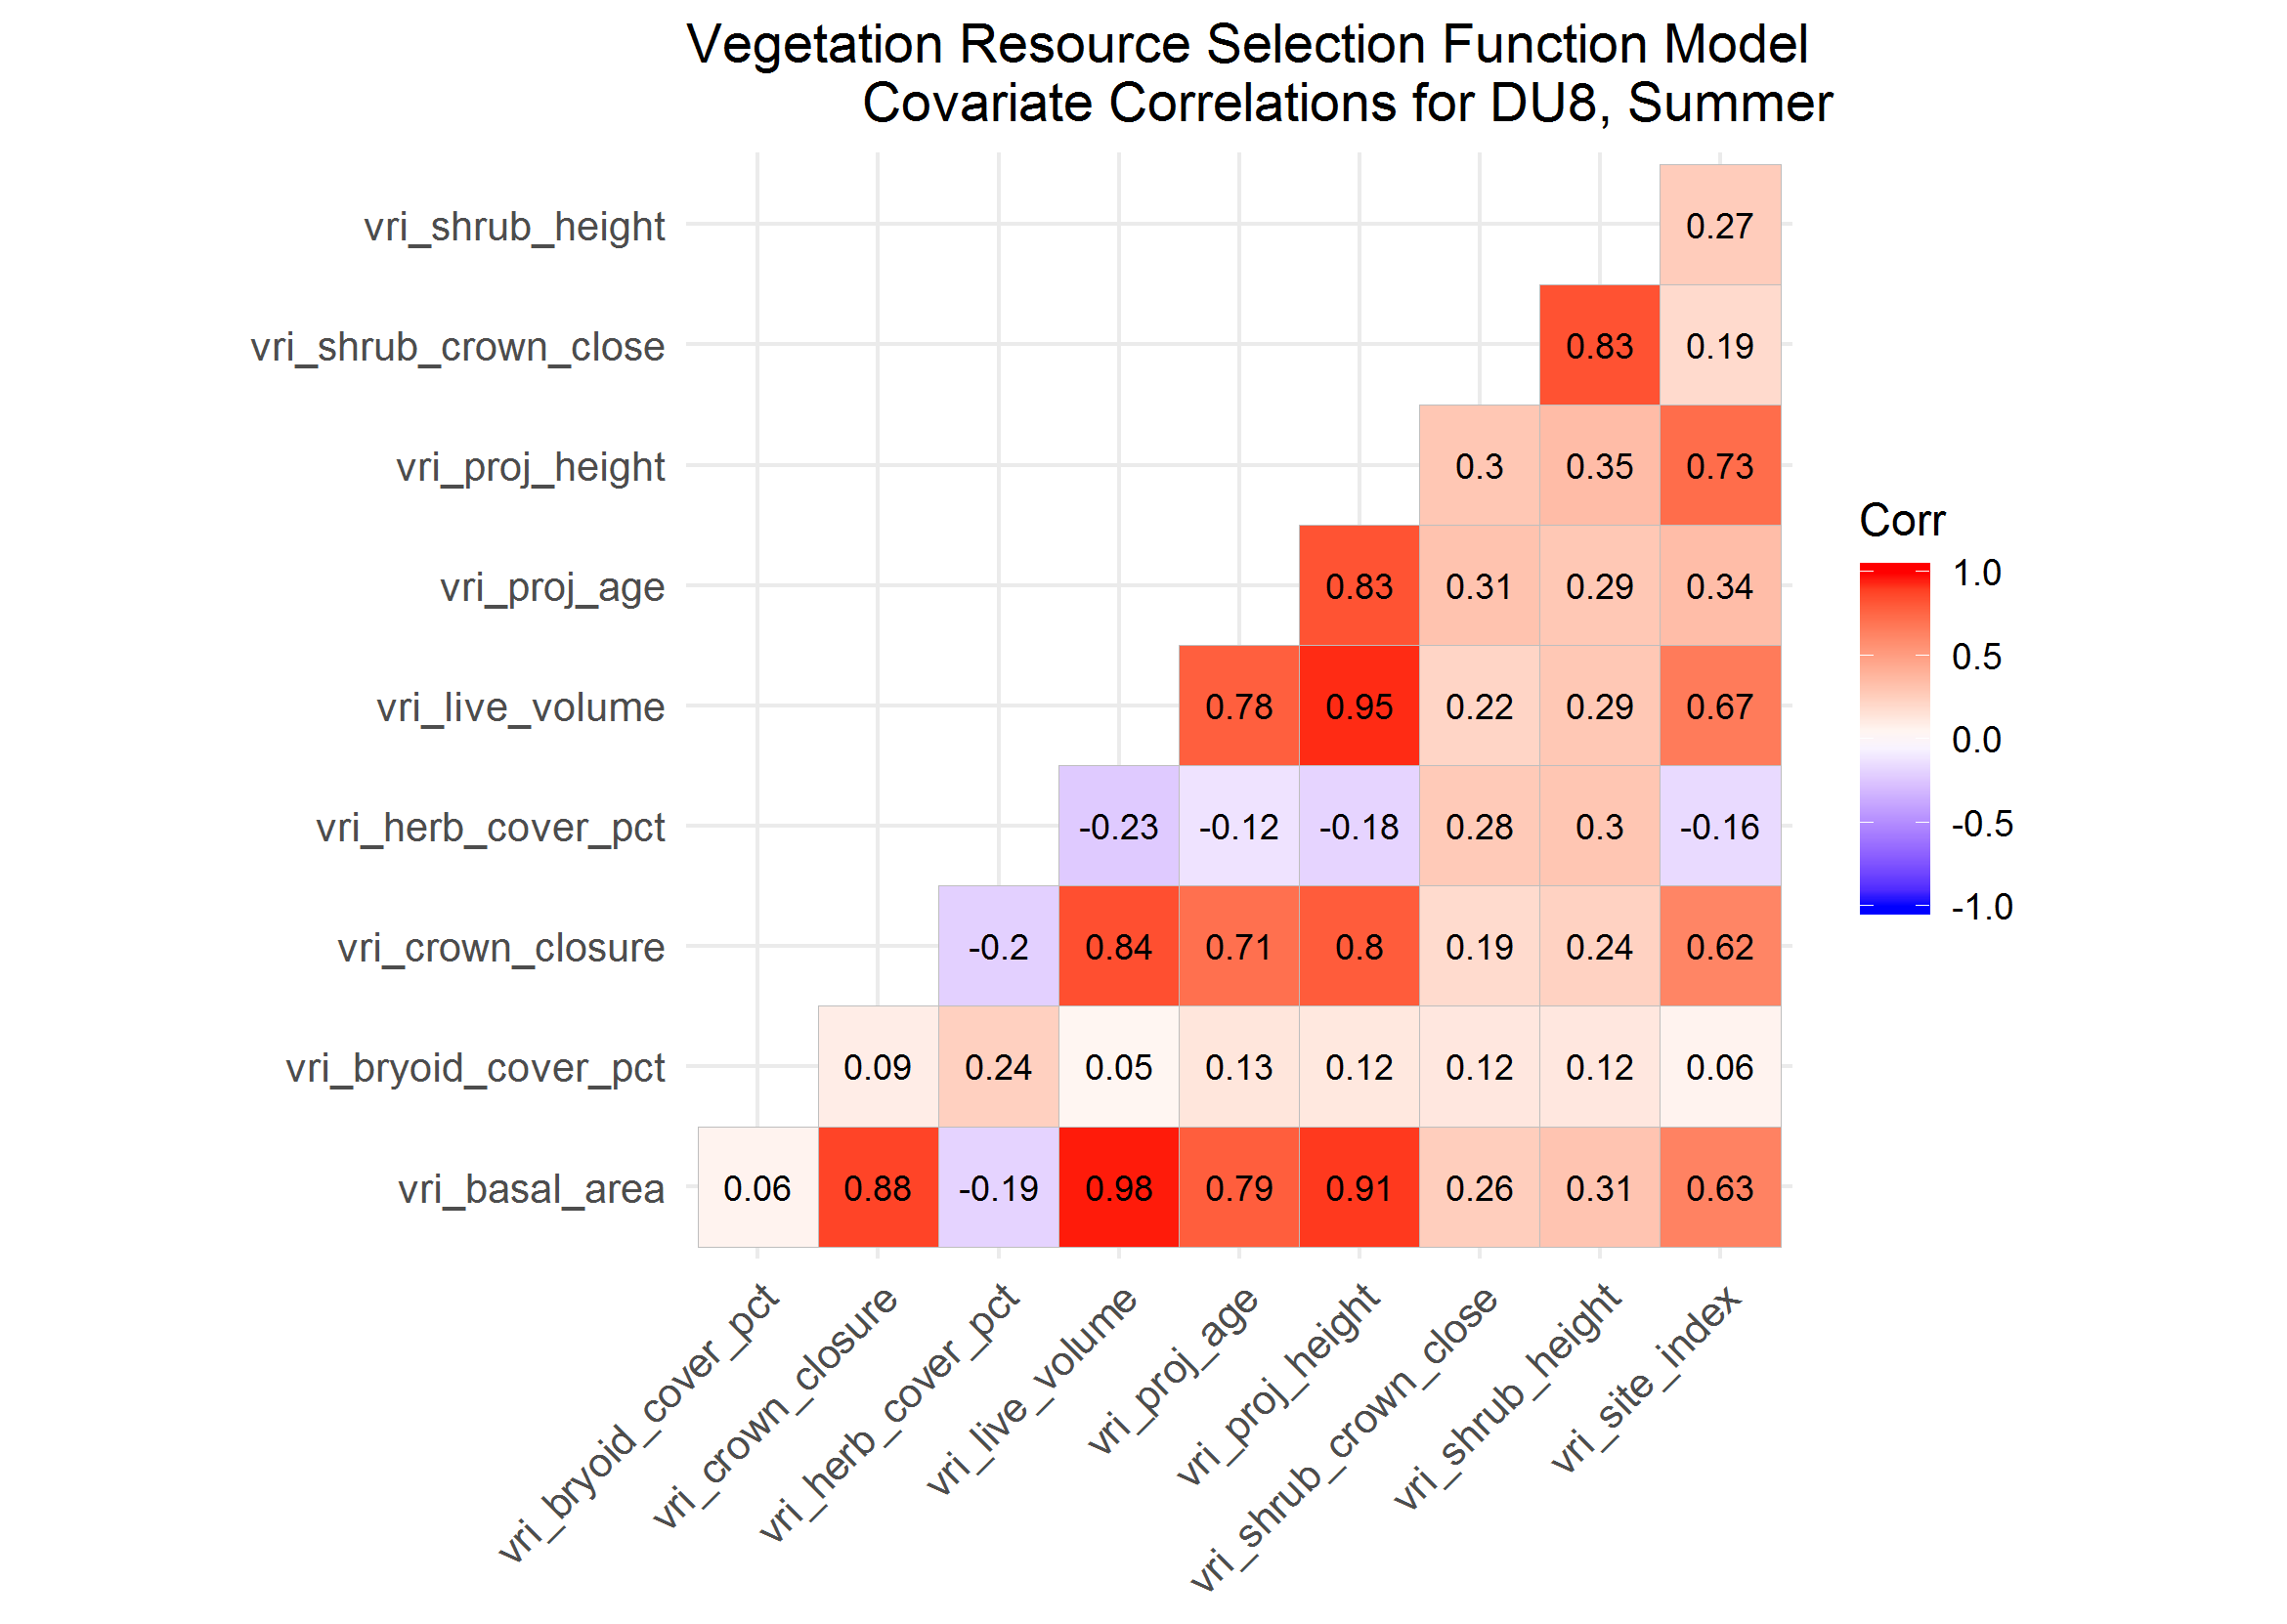 Vegetation Resource Selection Function Model
Covariate Correlations for DU8, Summer
vri_shrub_height 0.27
vri_shrub_crown_close 0.83 0.19
vri_proj_height 0.3 0.35 0.73
vri_proj_age 0.83 0.31 0.29 0.34
vri_live_volume 0.78 0.95 0.22 0.29 0.67
vri_herb_cover_pct -0.23 -0.12 -0.18 0.28 0.3 -0.16
vri_crown_closure -0.2 0.84 0.71 0.8 0.19 0.24 0.62
vri_bryoid_cover_pct 0.09 0.24 0.05 0.13 0.12 0.12 0.12 0.06
vri_basal_area 0.06 0.88 -0.19 0.98 0.79 0.91 0.26 0.31 0.63
vri_bryoid_cover_pct
vri_crown_closure
vri_herb_cover_pct
vri_live_volume
vri_proj_age
vri_proj_height
vri_shrub_crown_close
vri_shrub_height
vri_site_index
Corr
1.0
0.5
0.0
-0.5
-1.0